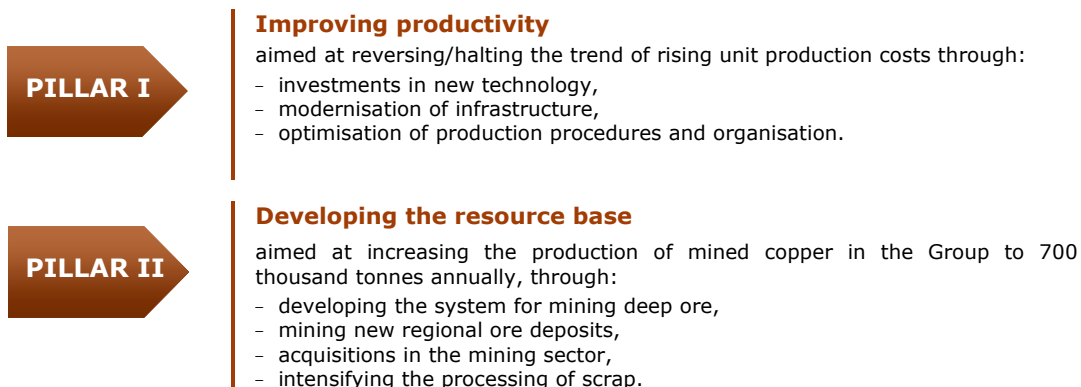 PILLAR I
Improving productivity
aimed at reversing/halting the trend of rising unit production costs through:
– investments in new technology,
– modernisation of infrastructure,
– optimisation of production procedures and organisation.
PILLAR II
Developing the resource base
aimed at increasing the production of mined copper in the Group to 700
thousand tonnes annually, through:
– developing the system for mining deep ore,
– mining new regional ore deposits,
– acquisitions in the mining sector,
– intensifying the processing of scrap.